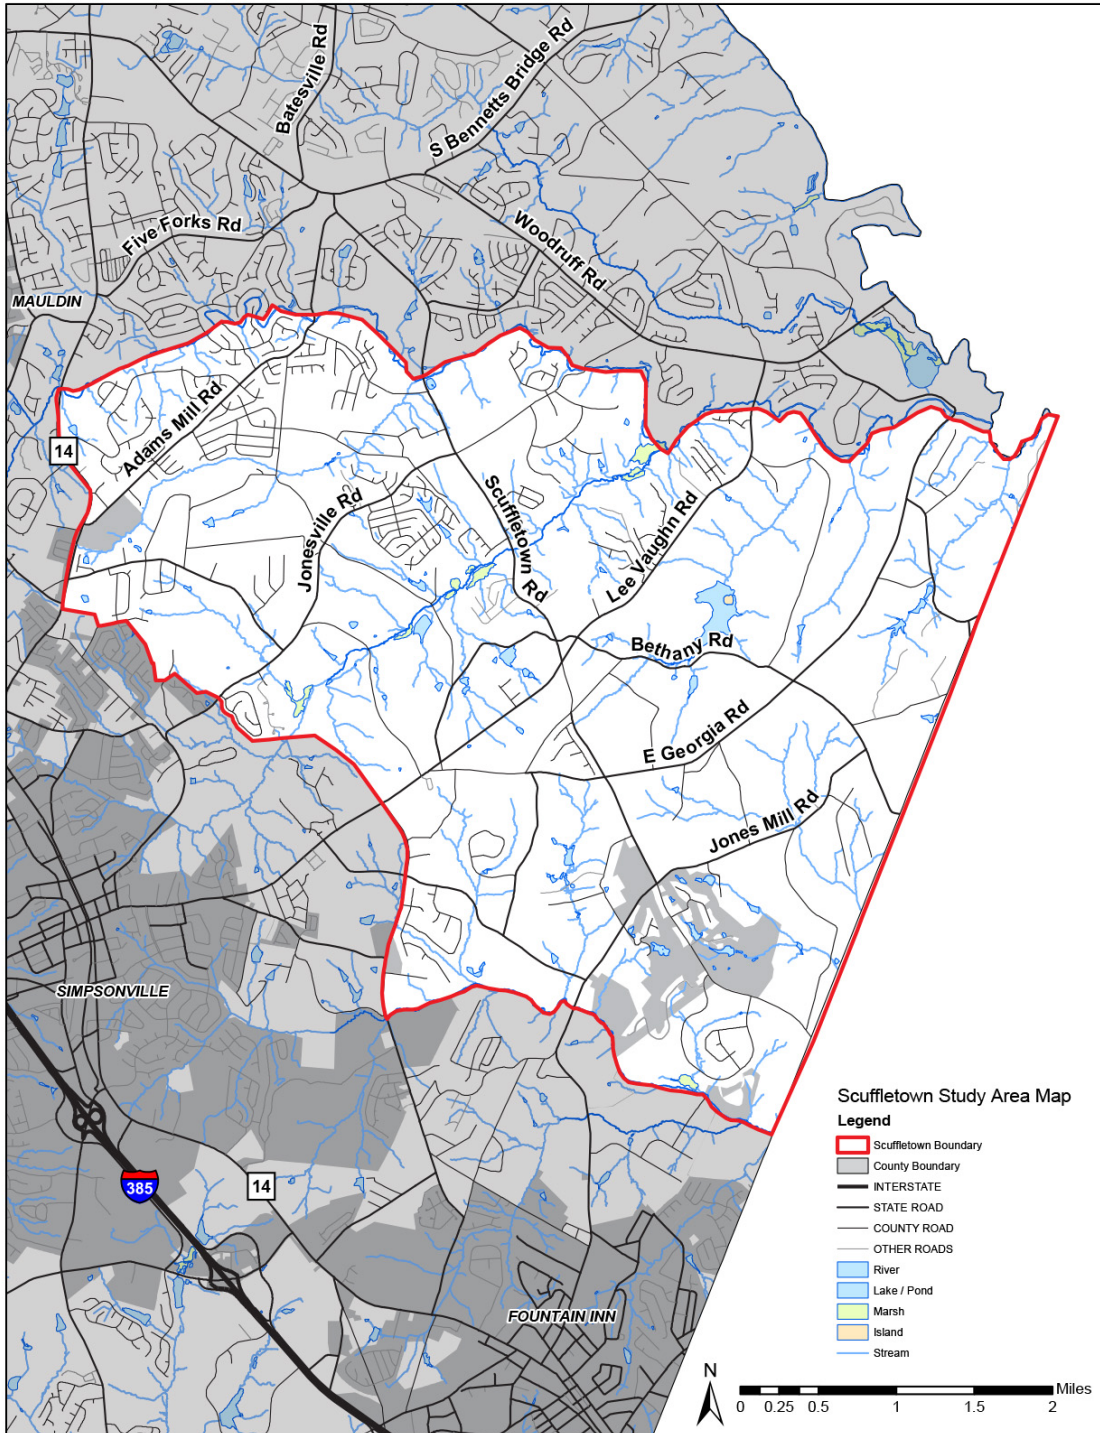 Batesville Rd
S Bennetts Bridge Rd
Five Forks Rd
Woodruff Rd
MAULDIN
Adams Mill Rd
14
Jonesville Rd
Scuffletown Rd
Lee Vaughn Rd
Bethany Rd
E Georgia Rd
Jones Mill Rd
SIMPSONVILLE
385
14
FOUNTAIN INN
Scuffletown Study Area Map
Legend
Scuffletown Boundary
County Boundary
INTERSTATE
STATE ROAD
COUNTY ROAD
OTHER ROADS
River
Lake / Pond
Marsh
Island
Stream
N
Miles
0 0.25 0.5 1 1.5 2